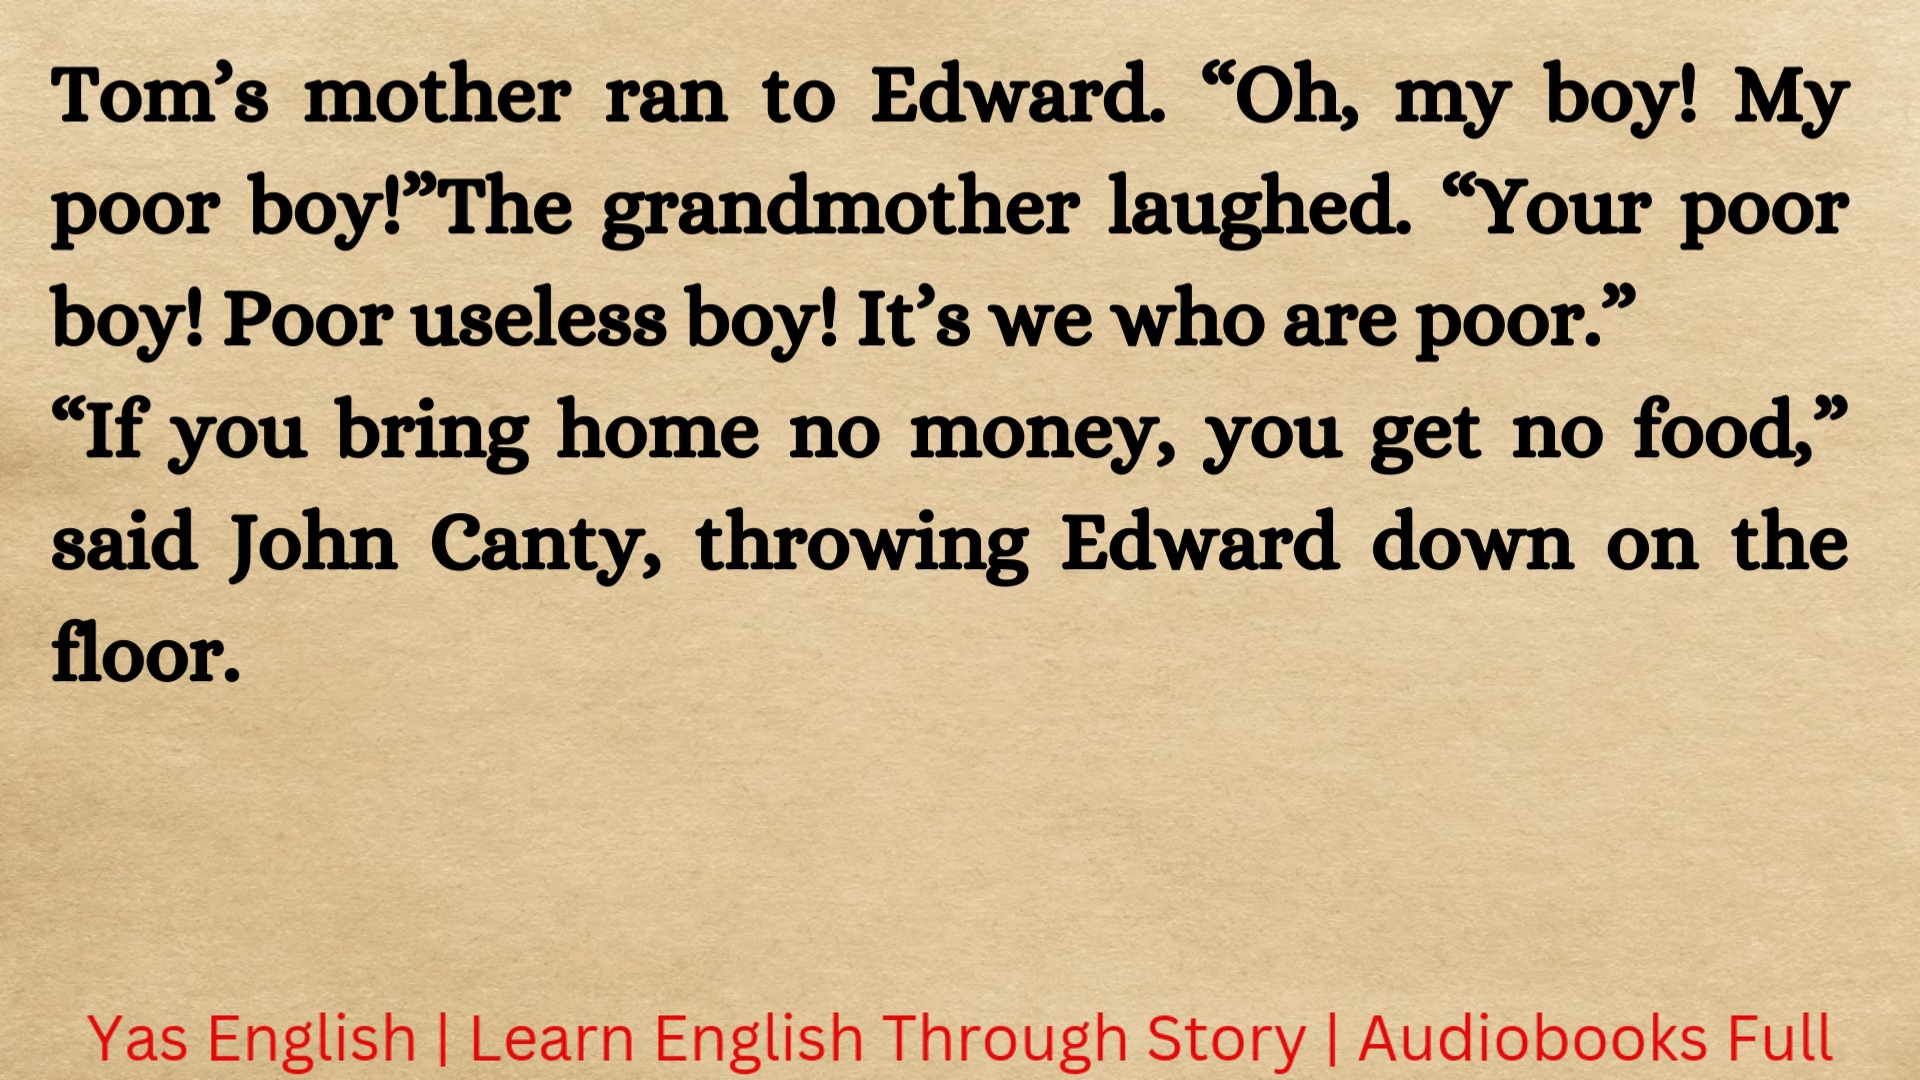 Tom’s mother ran to Edward. “Oh, my boy! My
poor boy!”The grandmother laughed. “Your poor
boy! Poor useless boy! It’s we who are poor.”
“If you bring home no money, you get no food,”
said John Canty, throwing Edward down on the
floor.
Yas English | Learn English Through Story | Audiobooks Full